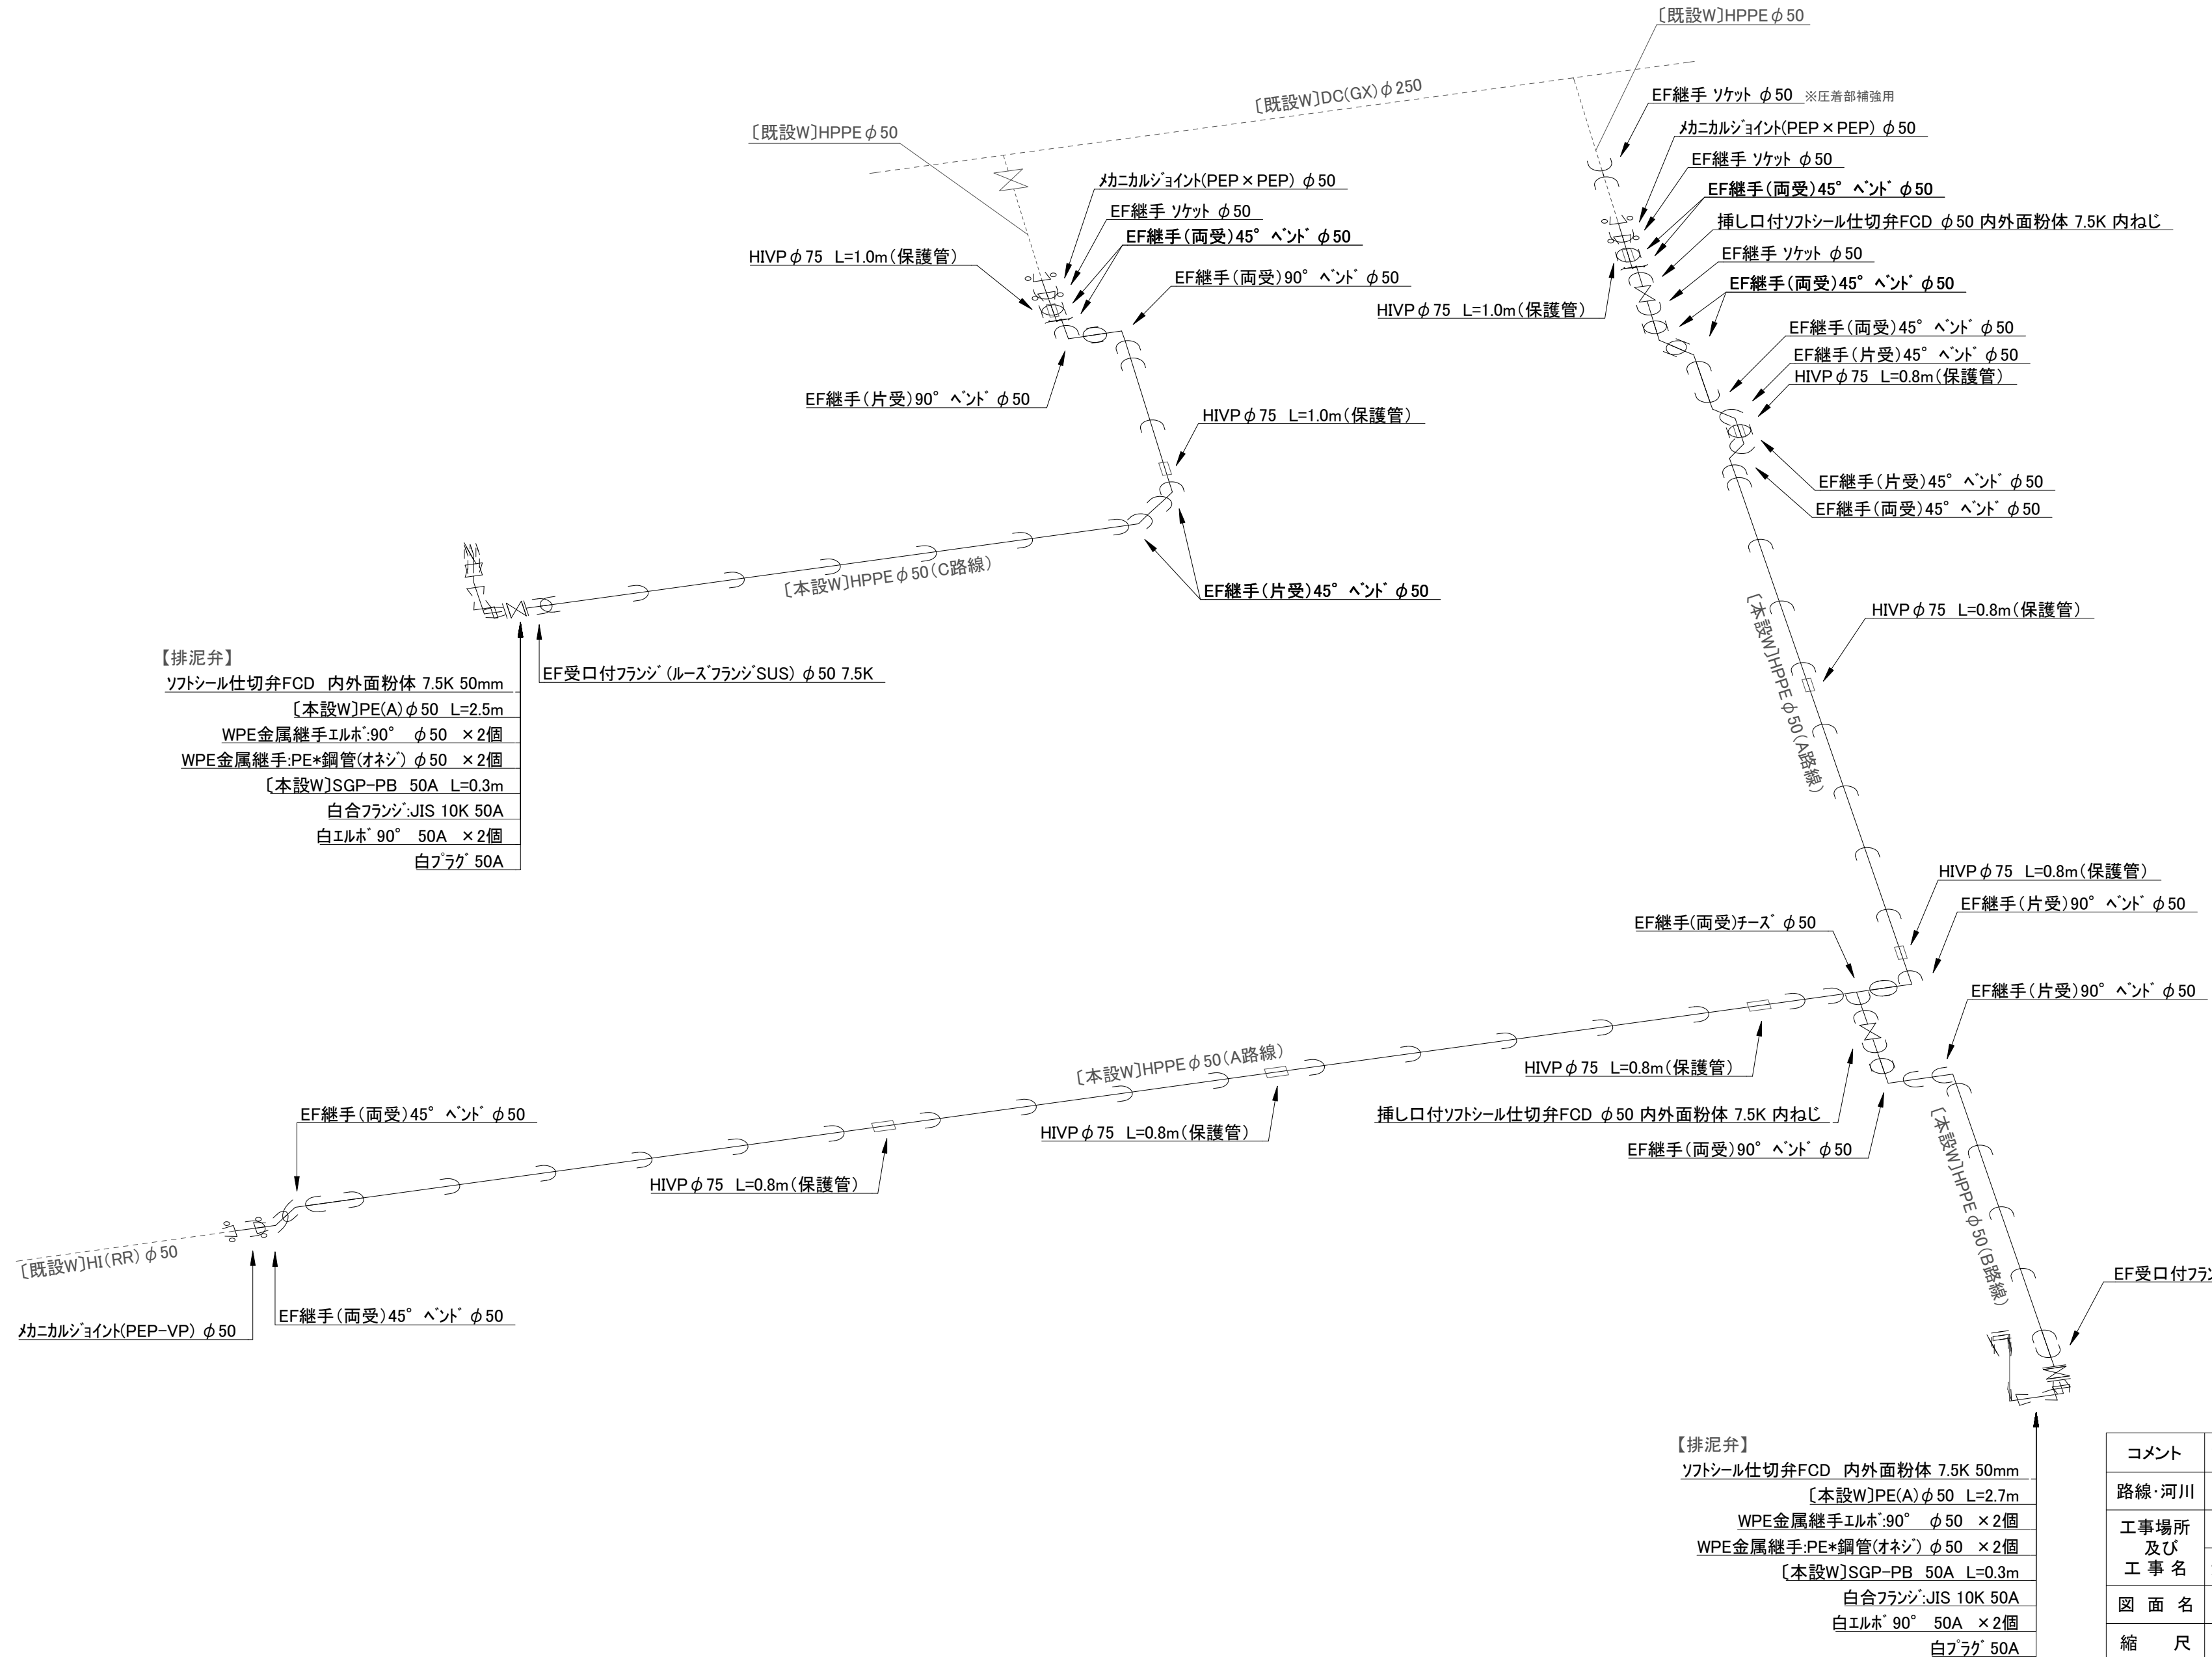 〔既設W〕HPPEφ50
〔既設W〕DC(GX)φ250
EF継手 ソケット φ50 ※圧着部補強用
メカニカルジョイント(PEP×PEP) φ50
EF継手 ソケット φ50
EF継手(両受)45° ベンド φ50
挿し口付ソフトシール仕切弁FCD φ50 内外面粉体 7.5K 内ねじ
EF継手 ソケット φ50
EF継手(両受)45° ベンド φ50
HIVPφ75 L=1.0m(保護管)
EF継手(両受)45° ベンド φ50
EF継手(片受)45° ベンド φ50
HIVPφ75 L=0.8m(保護管)
EF継手(片受)45° ベンド φ50
EF継手(両受)45° ベンド φ50
〔既設W〕HPPEφ50
メカニカルジョイント(PEP×PEP) φ50
EF継手 ソケット φ50
EF継手(両受)45° ベンド φ50
HIVPφ75 L=1.0m(保護管)
EF継手(両受)90° ベンド φ50
EF継手(片受)90° ベンド φ50
HIVPφ75 L=1.0m(保護管)
〔本設W〕HPPEφ50(C路線)
EF継手(片受)45° ベンド φ50
EF受口付フランジ(ルーズフランジSUS) φ50 7.5K
【排泥弁】
ソフトシール仕切弁FCD 内外面粉体 7.5K 50mm
〔本設W〕PE(A)φ50 L=2.5m
WPE金属継手エルボ:90° φ50 ×2個
WPE金属継手:PE*鋼管(オネジ) φ50 ×2個
〔本設W〕SGP-PB 50A L=0.3m
白合フランジ:JIS 10K 50A
白エルボ 90° 50A ×2個
白プラグ 50A
〔本設W〕HPPEφ50(A路線)
HIVPφ75 L=0.8m(保護管)
HIVPφ75 L=0.8m(保護管)
EF継手(片受)90° ベンド φ50
EF継手(両受)チーズ φ50
EF継手(片受)90° ベンド φ50
HIVPφ75 L=0.8m(保護管)
〔本設W〕HPPEφ50(A路線)
挿し口付ソフトシール仕切弁FCD φ50 内外面粉体 7.5K 内ねじ
HIVPφ75 L=0.8m(保護管)
EF継手(両受)90° ベンド φ50
HIVPφ75 L=0.8m(保護管)
EF継手(両受)45° ベンド φ50
〔既設W〕HI(RR)φ50
EF継手(両受)45° ベンド φ50
メカニカルジョイント(PEP-VP) φ50
〔本設W〕HPPEφ50(B路線)
EF受口付フラン
【排泥弁】
ソフトシール仕切弁FCD 内外面粉体 7.5K 50mm
〔本設W〕PE(A)φ50 L=2.7m
WPE金属継手エルボ:90° φ50 ×2個
WPE金属継手:PE*鋼管(オネジ) φ50 ×2個
〔本設W〕SGP-PB 50A L=0.3m
白合フランジ:JIS 10K 50A
白エルボ 90° 50A ×2個
白プラグ 50A
コメント
路線・河川
工事場所
及び
工 事 名
図 面 名
縮 尺